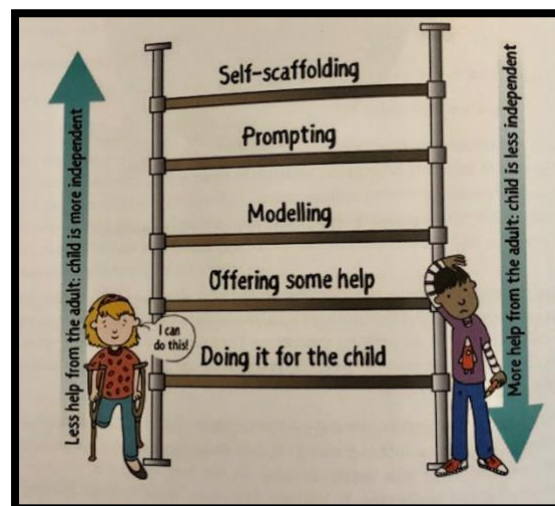 Self-scaffolding
Prompting
Modelling
Offering some help
Doing it for the child
Less help from the adult: child is more independent
I can
do this!
More help from the adult: child is less independent